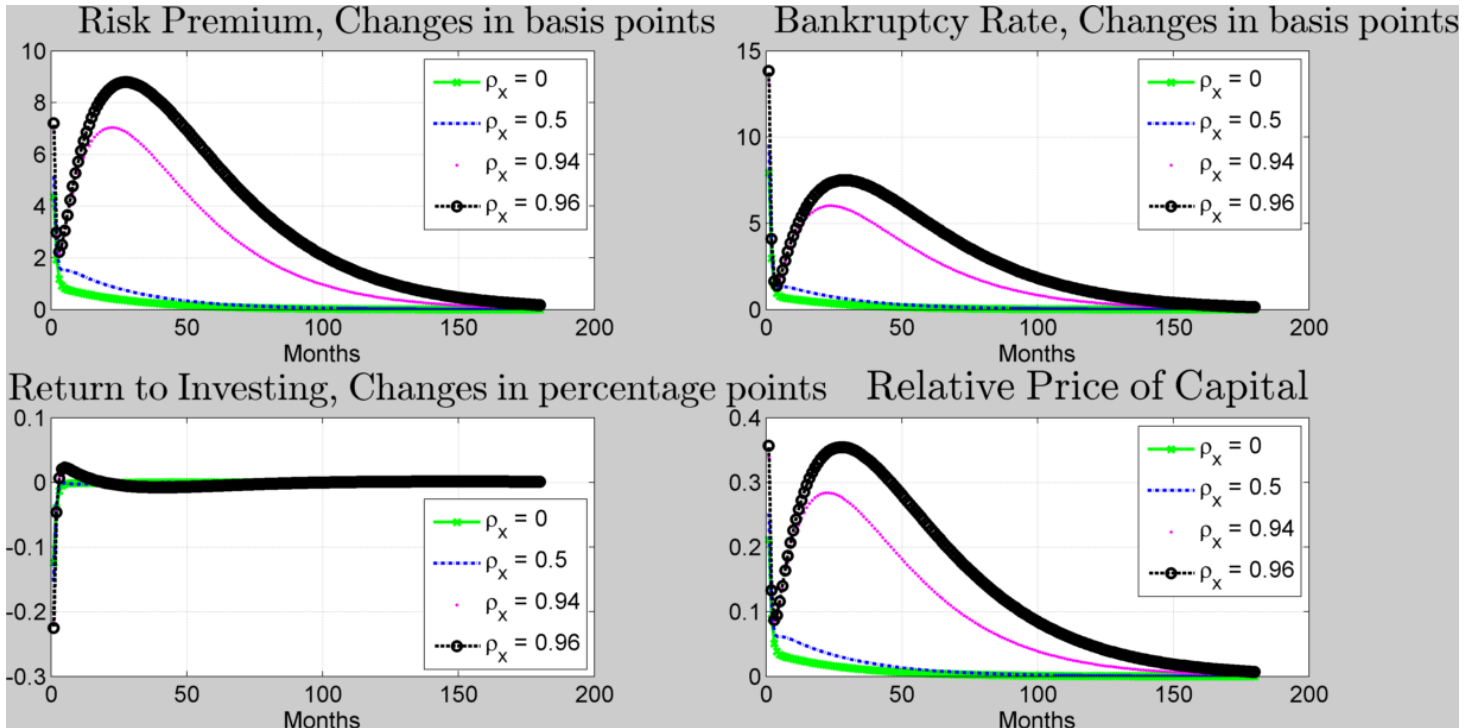 Risk Premium, Changes in basis points
10
8
6
4
2
0
0
50
100
150
200
Months
ρx = 0
ρx = 0.5
ρx = 0.94
ρx = 0.96
Bankruptcy Rate, Changes in basis points
15
10
5
0
0
50
100
150
200
Months
ρx = 0
ρx = 0.5
ρx = 0.94
ρx = 0.96
Return to Investing, Changes in percentage points
0.1
0
-0.1
-0.2
-0.3
0
50
100
150
200
Months
ρx = 0
ρx = 0.5
ρx = 0.94
ρx = 0.96
Relative Price of Capital
0.4
0.3
0.2
0.1
0
0
50
100
150
200
Months
ρx = 0
ρx = 0.5
ρx = 0.94
ρx = 0.96